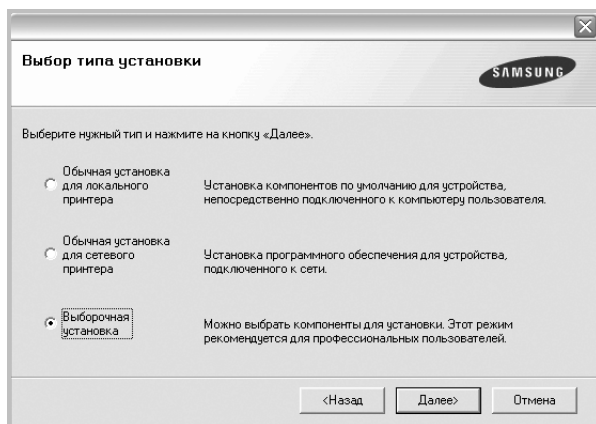 Выбор типа установки
SAMSUNG
Выберите нужный тип и нажмите на кнопку «Далее».
Обычная установка
для локального
принтера
Установка компонентов по умолчанию для устройства,
непосредственно подключенного к компьютеру пользователя.
Обычная установка
для сетевого
принтера
Установка программного обеспечения для устройства,
подключенного к сети.
Выборочная
установка
Можно выбрать компоненты для установки. Этот режим
рекомендуется для профессиональных пользователей.
<Назад
Далее>
Отмена